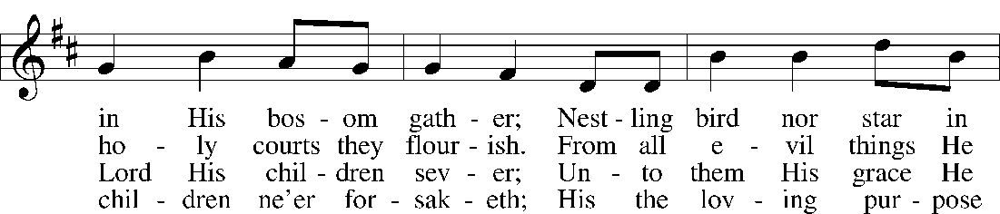 in His bos - om gath - er; Nest - ling bird nor star in
ho - ly courts they flour - ish. From all e - vil things He
Lord His chil - dren sev - er; Un - to them His grace He
chil - dren ne'er for - sak - eth; His the lov - ing pur - pose